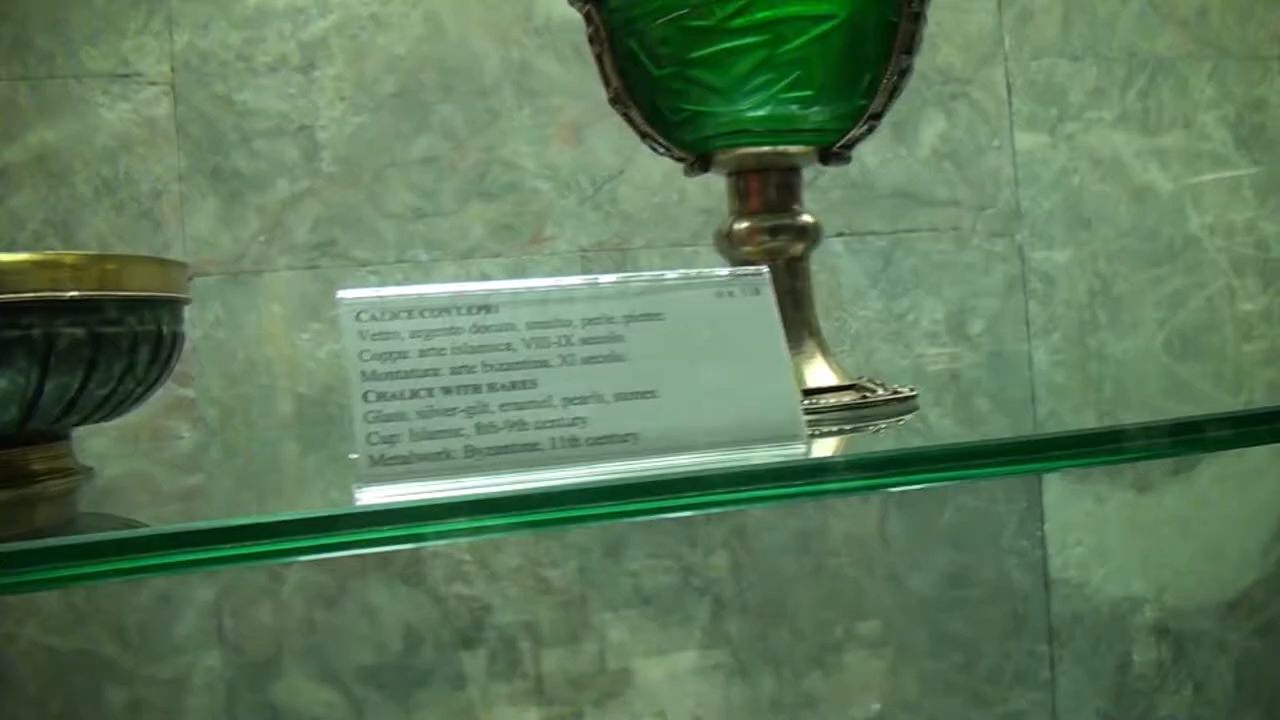 CALICE CON LEPRI
Vetro, argento dorato, smalto, perle, pietre
Coppa: arte islamica, VIII-IX secolo
Montatura: arte bizantina, XI secolo
CHALICE WITH HARES
Glass, silver-gilt, enamel, pearls, stones
Cup: Islamic, 8th-9th century
Metalwork: Byzantine, 11th century